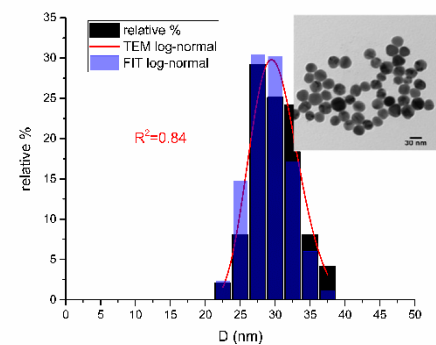 relative %
TEM log-normal
FIT log-normal
R²=0.84
30 nm
relative %
35
30
25
20
15
10
5
0
0 5 10 15 20 25 30 35 40 45 50
D (nm)